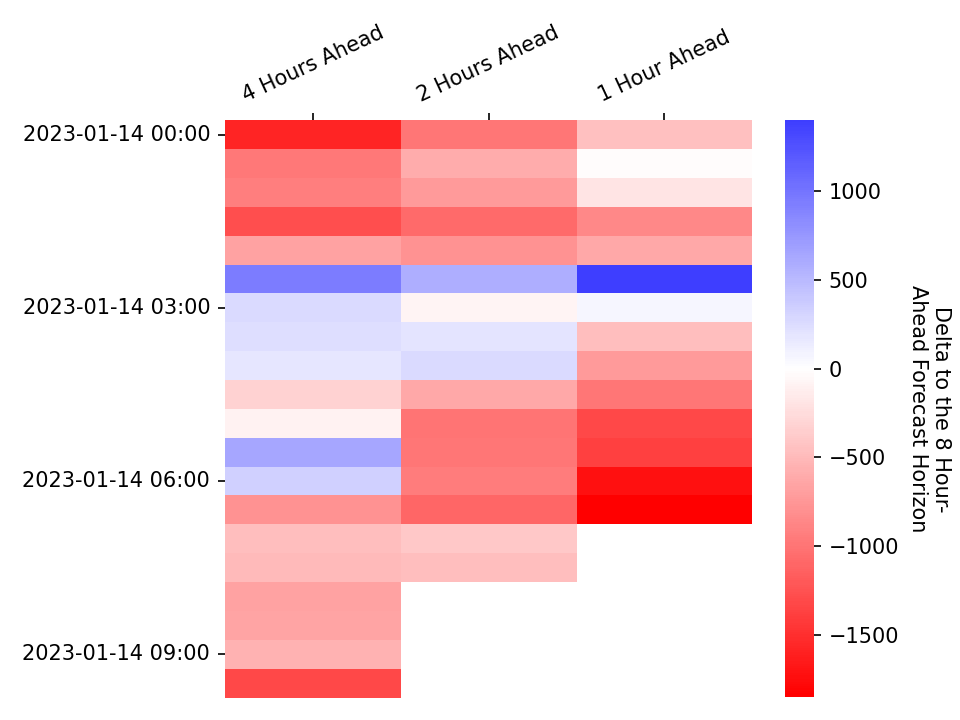 4 Hours Ahead
2 Hours Ahead
1 Hour Ahead
2023-01-14 00:00
2023-01-14 03:00
2023-01-14 06:00
2023-01-14 09:00
1000
500
0
−500
−1000
−1500
Delta to the 8 Hour-
Ahead Forecast Horizon